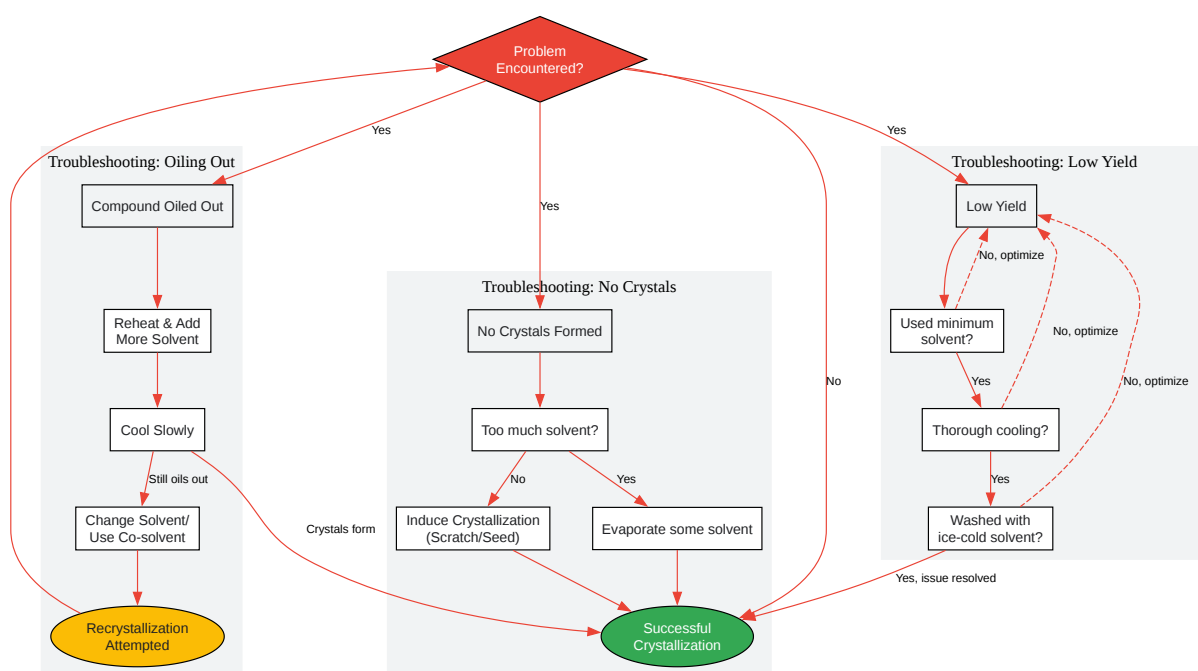 Problem
Encountered?
Yes
Yes
Yes
No
Troubleshooting: Oiling Out
Compound Oiled Out
Reheat & Add
More Solvent
Cool Slowly
Still oils out
Crystals form
Change Solvent/
Use Co-solvent
Recrystallization
Attempted
Troubleshooting: No Crystals
No Crystals Formed
Too much solvent?
No
Yes
Induce Crystallization
(Scratch/Seed)
Evaporate some solvent
Successful
Crystallization
Troubleshooting: Low Yield
Low Yield
No, optimize
Used minimum
solvent?
No, optimize
Yes
No, optimize
Thorough cooling?
Yes
Washed with
ice-cold solvent?
Yes, issue resolved